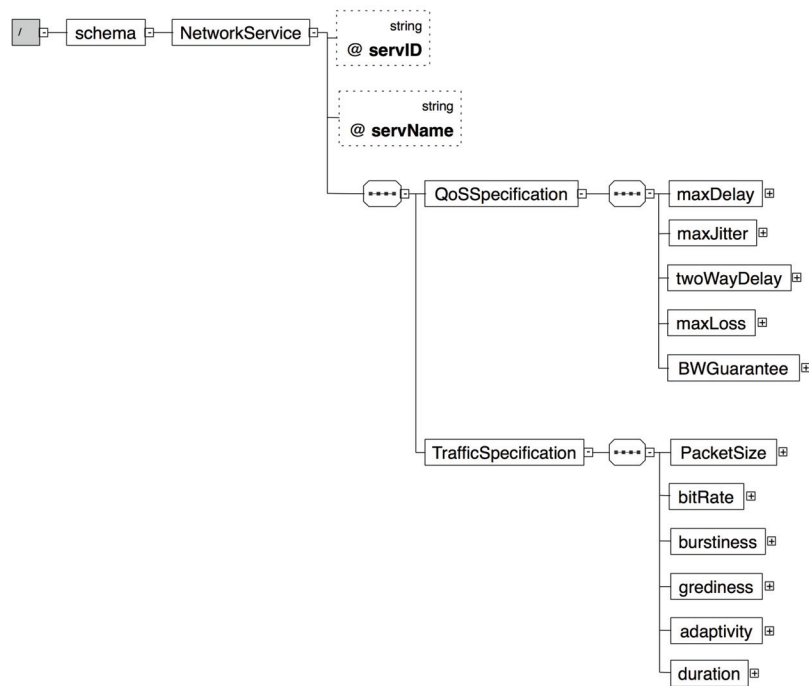 /
schema
NetworkService
string
@ servID
string
@ servName
QoSSpecification
maxDelay
maxJitter
twoWayDelay
maxLoss
BWGuarantee
TrafficSpecification
PacketSize
bitRate
burstiness
grediness
adaptivity
duration